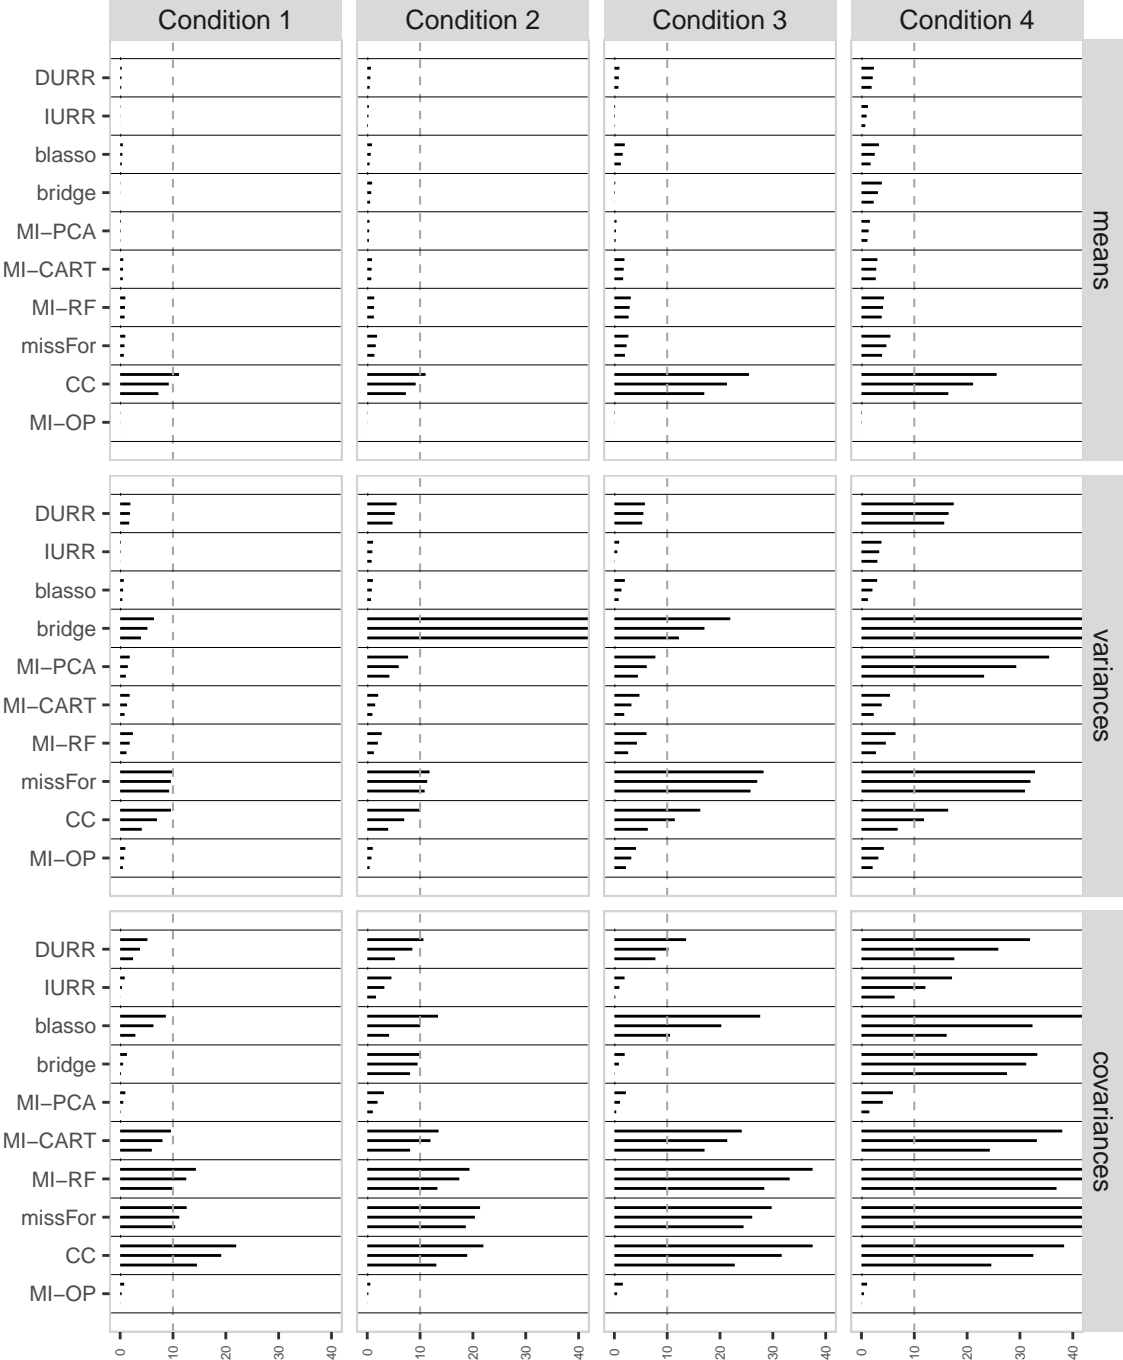 Condition 1 Condition 2 Condition 3 Condition 4
DURR
IURR
blasso
bridge
MI−PCA
MI−CART
MI−RF
missFor
CC
MI−OP
means
DURR
IURR
blasso
bridge
MI−PCA
MI−CART
MI−RF
missFor
CC
MI−OP
variances
DURR
IURR
blasso
bridge
MI−PCA
MI−CART
MI−RF
missFor
CC
MI−OP
covariances
0 10 20 30 40 0 10 20 30 40 0 10 20 30 40 0 10 20 30 40